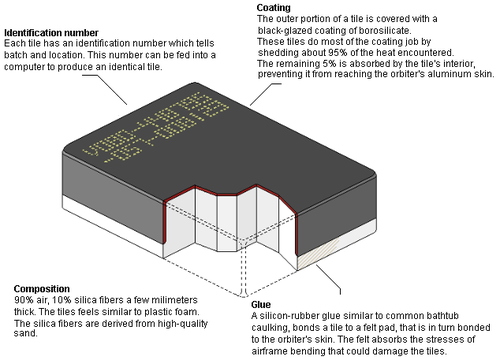 Coating
The outer portion of a tile is covered with a
black-glazed coating of borosilicate.
These tiles do most of the coating job by
shedding about 95% of the heat encountered.
The remaining 5% is absorbed by the tile's interior,
preventing it from reaching the orbiter's aluminum skin.
Identification number
Each tile has an identification number which tells
batch and location. This number can be fed into a
computer to produce an identical tile.
Composition
90% air, 10% silica fibers a few milimeters
thick. The tiles feels similar to plastic foam.
The silica fibers are derived from high-quality
sand.
Glue
A silicon-rubber glue similar to common bathtub
caulking, bonds a tile to a felt pad, that is in turn bonded
to the orbiter's skin. The felt absorbs the stresses of
airframe bending that could damage the tiles.